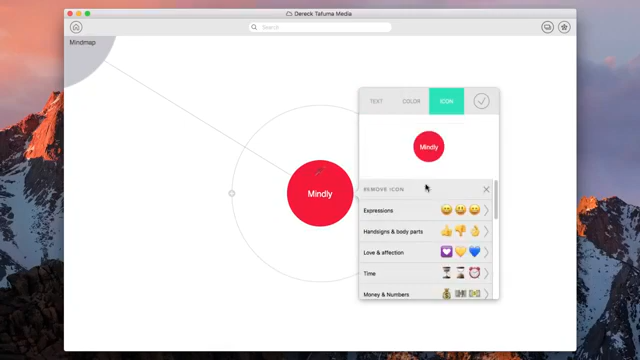 Dereck Tafuma Media
Search
Mindmap
TEXT
COLOR
ICON
Mindly
Mindly
REMOVE ICON
Expressions
Handsigns & body parts
Love & affection
Time
Money & Numbers